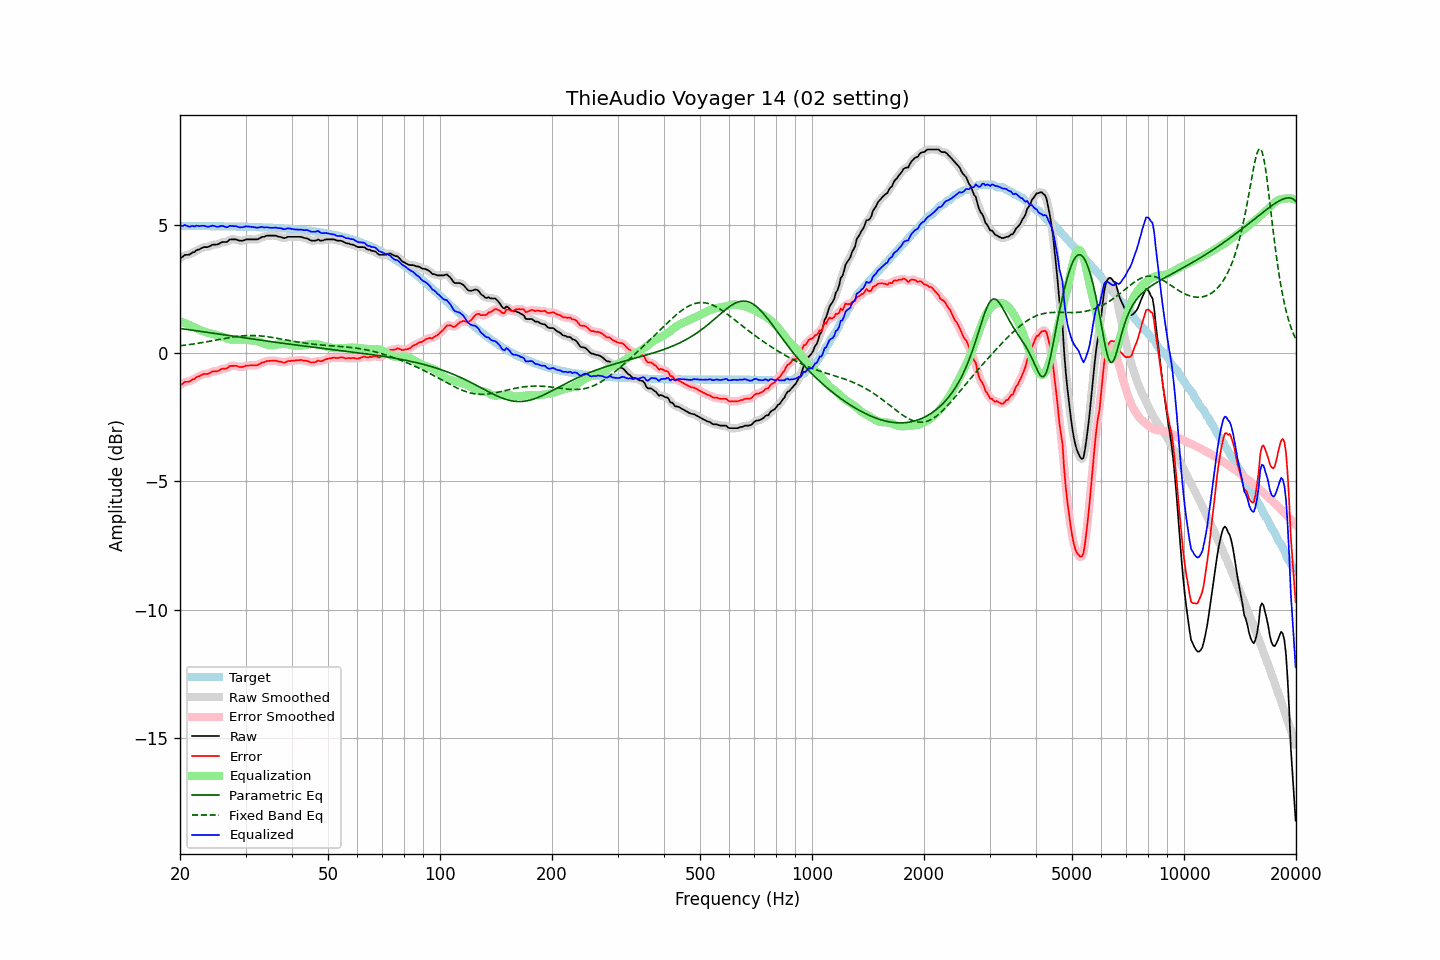 ThieAudio Voyager 14 (02 setting)
Amplitude (dBr)
5
0
−5
−10
−15
Target
Raw Smoothed
Error Smoothed
Raw
Error
Equalization
Parametric Eq
Fixed Band Eq
Equalized
20 50 100 200 500 1000 2000 5000 10000 20000
Frequency (Hz)